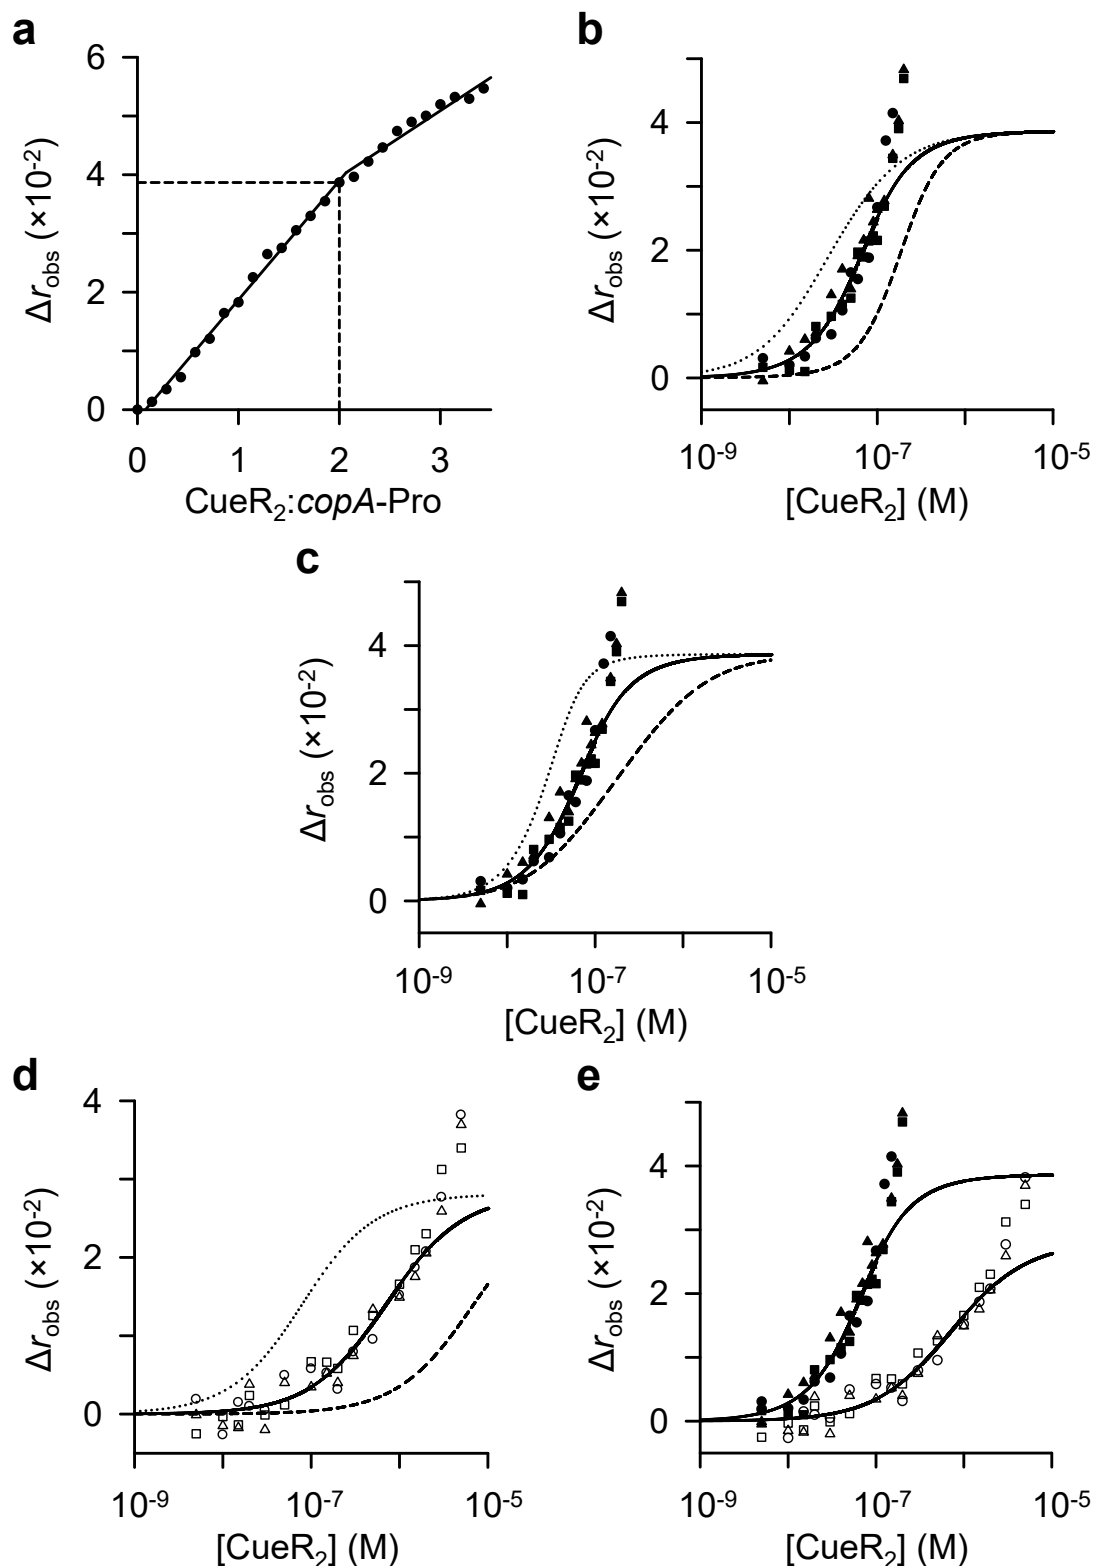 a
6
4
2
0
Δr_obs (×10^-2)
0 1 2 3
CueR_2:copA-Pro
b
4
2
0
Δr_obs (×10^-2)
10^-9 10^-7 10^-5
[CueR_2] (M)
c
4
2
0
Δr_obs (×10^-2)
10^-9 10^-7 10^-5
[CueR_2] (M)
d
4
2
0
Δr_obs (×10^-2)
10^-9 10^-7 10^-5
[CueR_2] (M)
e
4
2
0
Δr_obs (×10^-2)
10^-9 10^-7 10^-5
[CueR_2] (M)